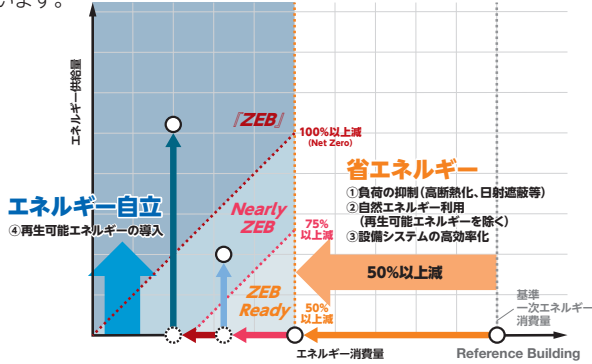 います。
エネルギー供給量
『ZEB』
100%以上減
(Net Zero)
省エネルギー
①負荷の抑制(高断熱化、日射遮蔽等)
②自然エネルギー利用
(再生可能エネルギーを除く)
③設備システムの高効率化
エネルギー自立
④再生可能エネルギーの導入
Nearly
ZEB
75%
以上減
50%以上減
ZEB
Ready
50%
以上減
基準
一次エネルギー
消費量
エネルギー消費量
Reference Building